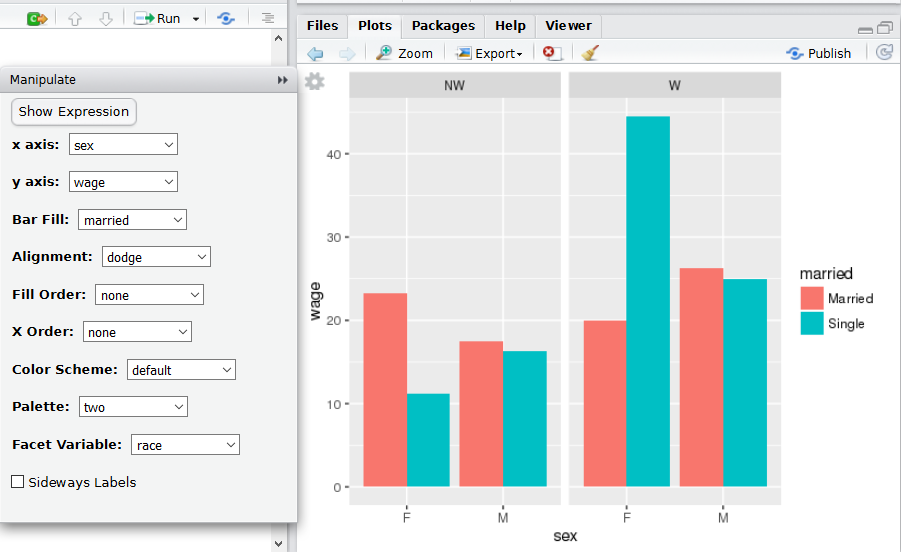 Run
Files Plots Packages Help Viewer
Zoom Export Publish
Manipulate
Show Expression
x axis: sex
y axis: wage
Bar Fill: married
Alignment: dodge
Fill Order: none
X Order: none
Color Scheme: default
Palette: two
Facet Variable: race
Sideways Labels
NW W
40
30
20
10
0
wage
F M F M
sex
married
Married
Single